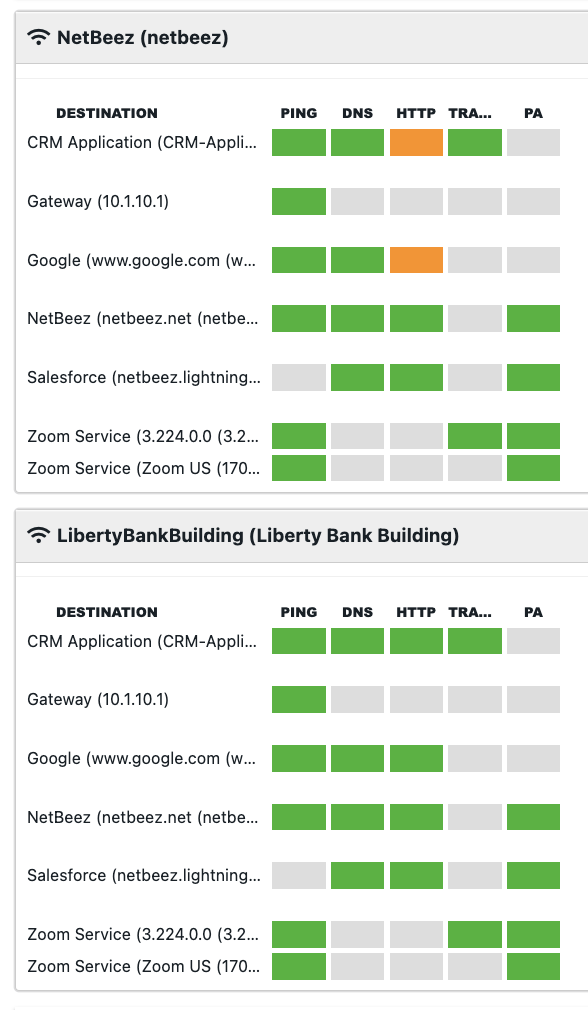 NetBeez (netbeez)
DESTINATION PING DNS HTTP TRA... PA
CRM Application (CRM-Appli...
Gateway (10.1.10.1)
Google (www.google.com (w...
NetBeez (netbeez.net (netbe...
Salesforce (netbeez.lightning...
Zoom Service (3.224.0.0 (3.2...
Zoom Service (Zoom US (170...
LibertyBankBuilding (Liberty Bank Building)
DESTINATION PING DNS HTTP TRA... PA
CRM Application (CRM-Appli...
Gateway (10.1.10.1)
Google (www.google.com (w...
NetBeez (netbeez.net (netbe...
Salesforce (netbeez.lightning...
Zoom Service (3.224.0.0 (3.2...
Zoom Service (Zoom US (170...